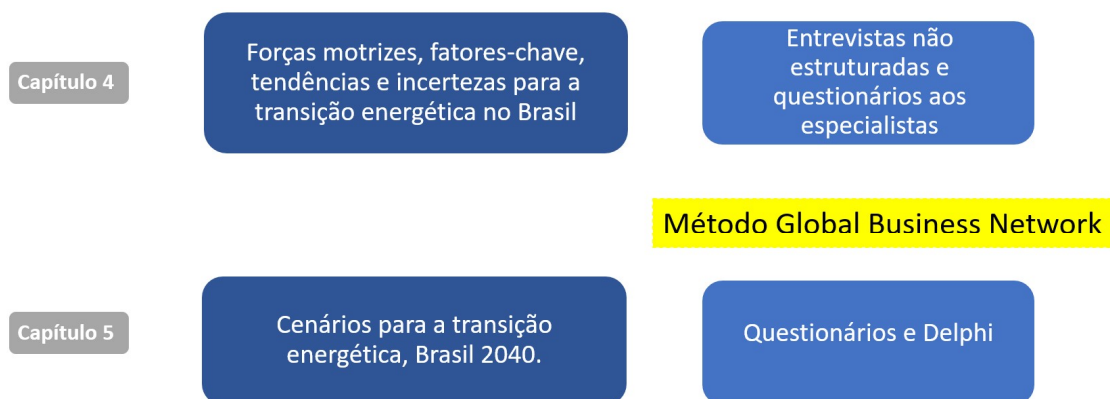 Capítulo 4
Forças motrizes, fatores-chave,
tendências e incertezas para a
transição energética no Brasil
Entrevistas não
estruturadas e
questionários aos
especialistas
Método Global Business Network
Capítulo 5
Cenários para a transição
energética, Brasil 2040.
Questionários e Delphi